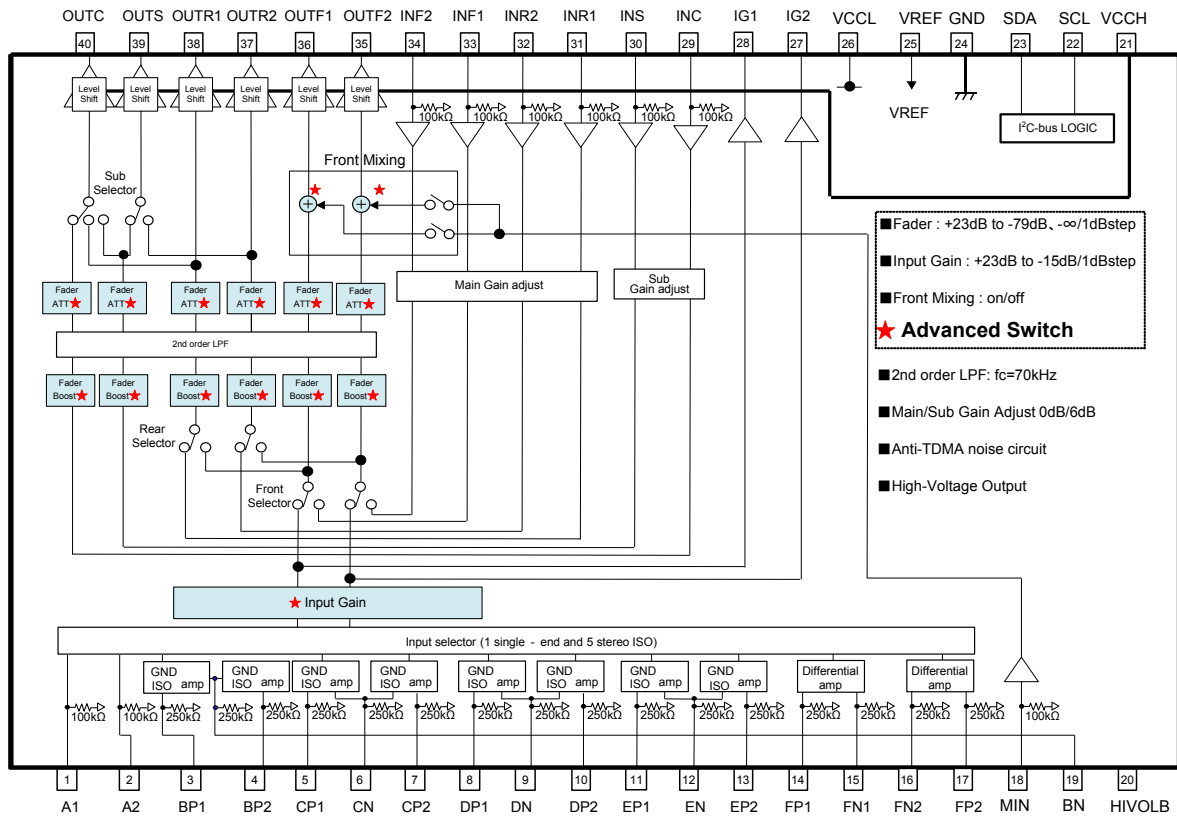 OUTC OUTS OUTR1 OUTR2 OUTF1 OUTF2 INF2 INF1 INR2 INR1 INS INC IG1 IG2 VCCL VREF GND SDA SCL VCCH
40 39 38 37 36 35 34 33 32 31 30 29 28 27 26 25 24 23 22 21
Level Shift
Level Shift
Level Shift
Level Shift
Level Shift
Level Shift
100kΩ 100kΩ 100kΩ 100kΩ 100kΩ 100kΩ
VREF
I²C-bus LOGIC
Front Mixing
Sub
Selector
+ +
Main Gain adjust
Sub
Gain adjust
Fader
ATT★
Fader
ATT★
Fader
ATT★
Fader
ATT★
Fader
ATT★
Fader
ATT★
2nd order LPF
Fader
Boost★
Fader
Boost★
Fader
Boost★
Fader
Boost★
Fader
Boost★
Fader
Boost★
Rear
Selector
Front
Selector
■Fader : +23dB to -79dB、-∞/1dBstep
■Input Gain : +23dB to -15dB/1dBstep
■Front Mixing : on/off
★ Advanced Switch
■2nd order LPF: fc=70kHz
■Main/Sub Gain Adjust 0dB/6dB
■Anti-TDMA noise circuit
■High-Voltage Output
★ Input Gain
Input selector (1 single - end and 5 stereo ISO)
GND
ISO amp
GND
ISO amp
GND
ISO amp
GND
ISO amp
GND
ISO amp
GND
ISO amp
GND
ISO amp
GND
ISO amp
Differential
amp
Differential
amp
100kΩ 100kΩ 250kΩ 250kΩ 250kΩ 250kΩ 250kΩ 250kΩ 250kΩ 250kΩ 250kΩ 250kΩ 250kΩ 250kΩ 250kΩ 250kΩ 250kΩ 250kΩ 100kΩ
1 2 3 4 5 6 7 8 9 10 11 12 13 14 15 16 17 18 19 20
A1 A2 BP1 BP2 CP1 CN CP2 DP1 DN DP2 EP1 EN EP2 FP1 FN1 FN2 FP2 MIN BN HIVOLB